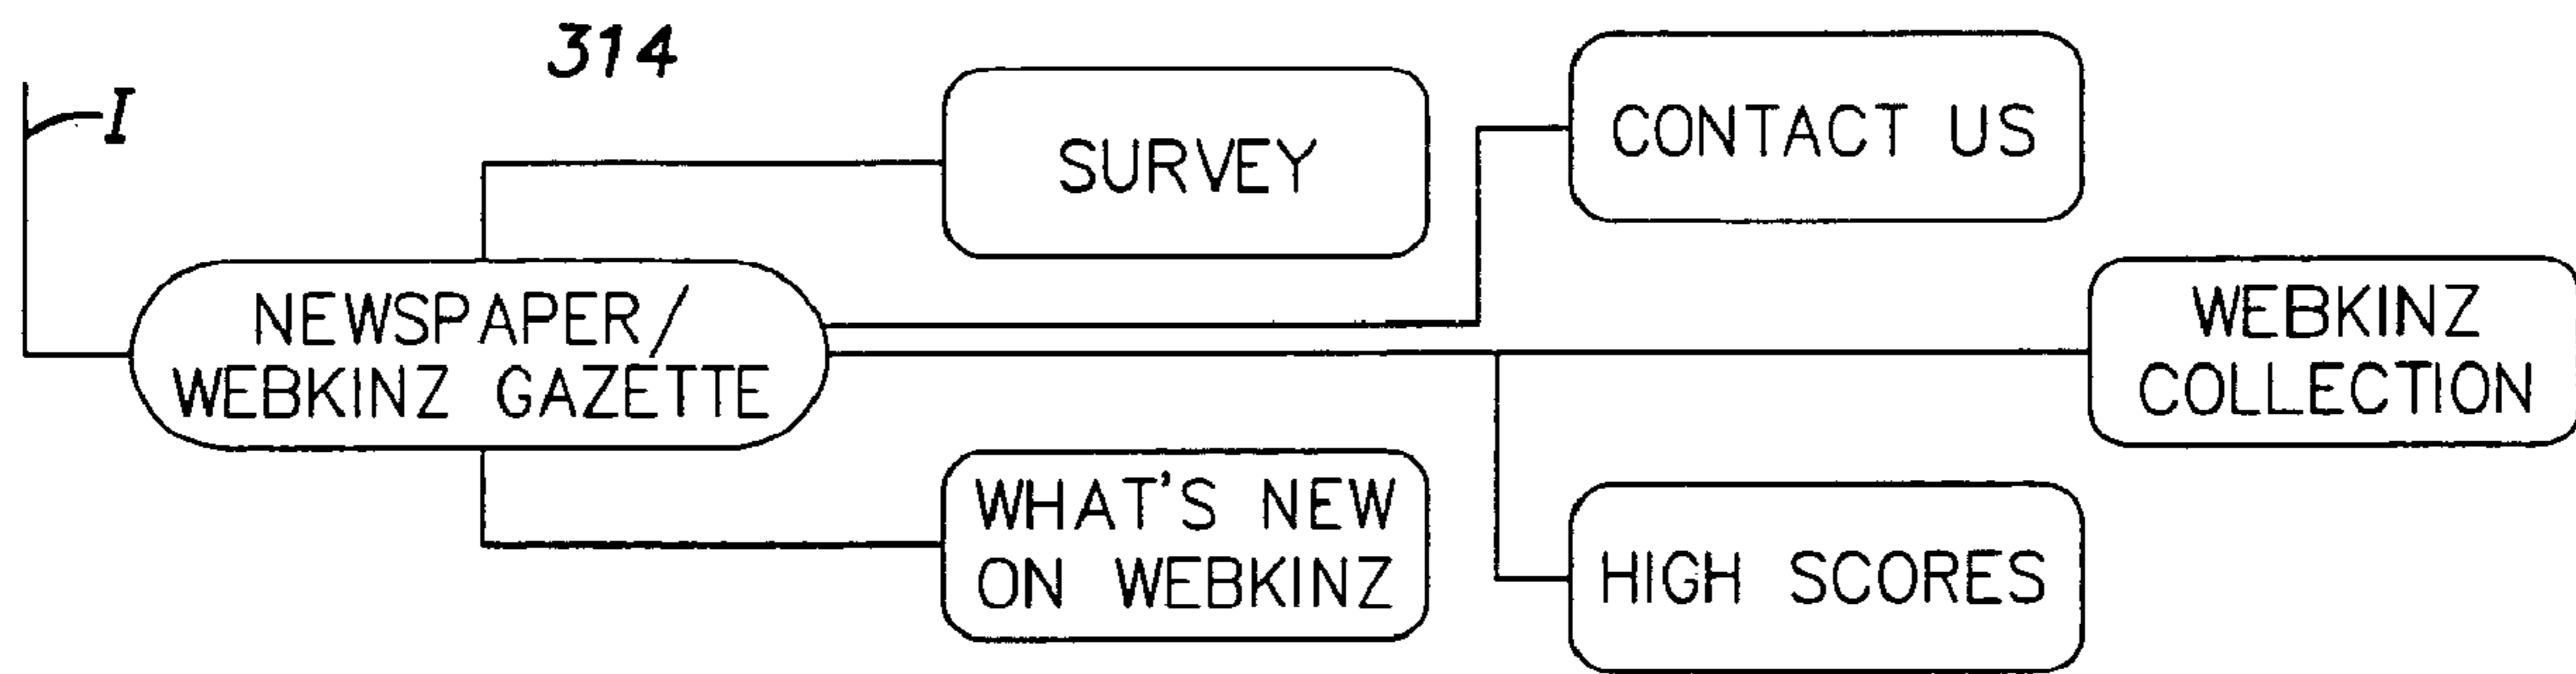 314
I
SURVEY
CONTACT US
NEWSPAPER/
WEBKINZ GAZETTE
WEBKINZ
COLLECTION
WHAT'S NEW
ON WEBKINZ
HIGH SCORES